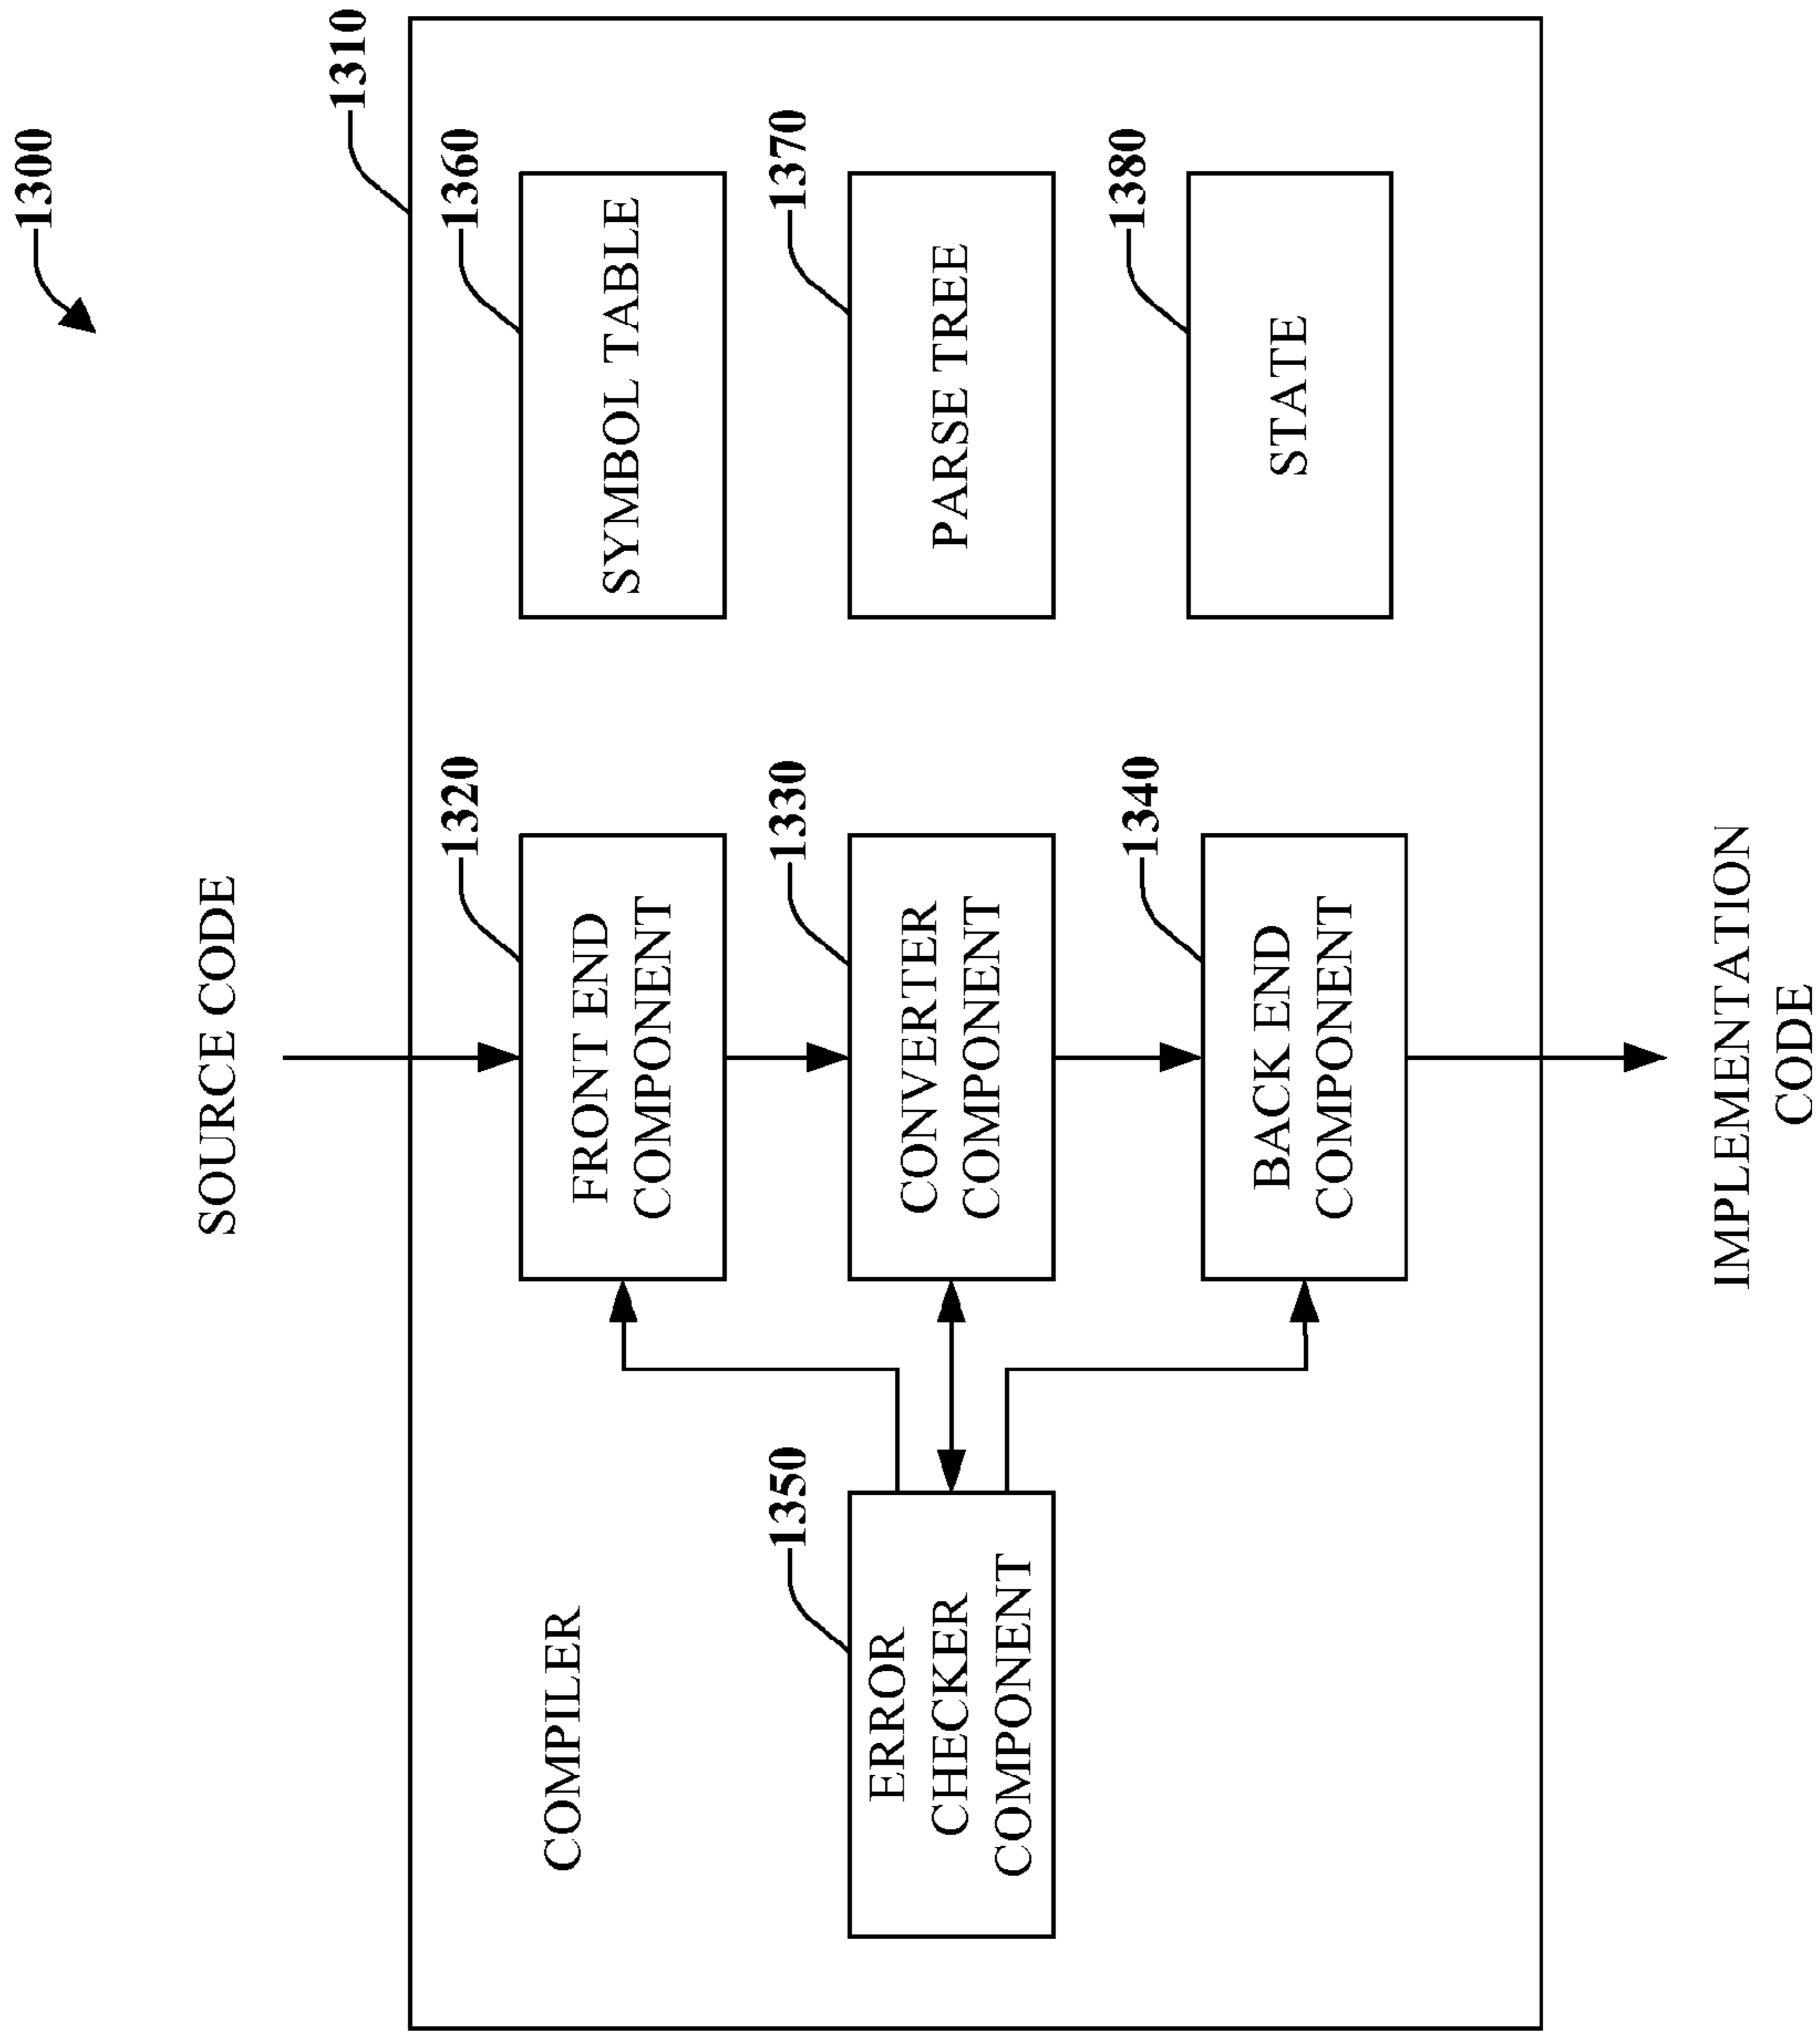 1300
SOURCE CODE
1310
COMPILER
1320
FRONT END
COMPONENT
1360
SYMBOL TABLE
1350
ERROR
CHECKER
COMPONENT
1330
CONVERTER
COMPONENT
1370
PARSE TREE
1340
BACK END
COMPONENT
1380
STATE
IMPLEMENTATION
CODE